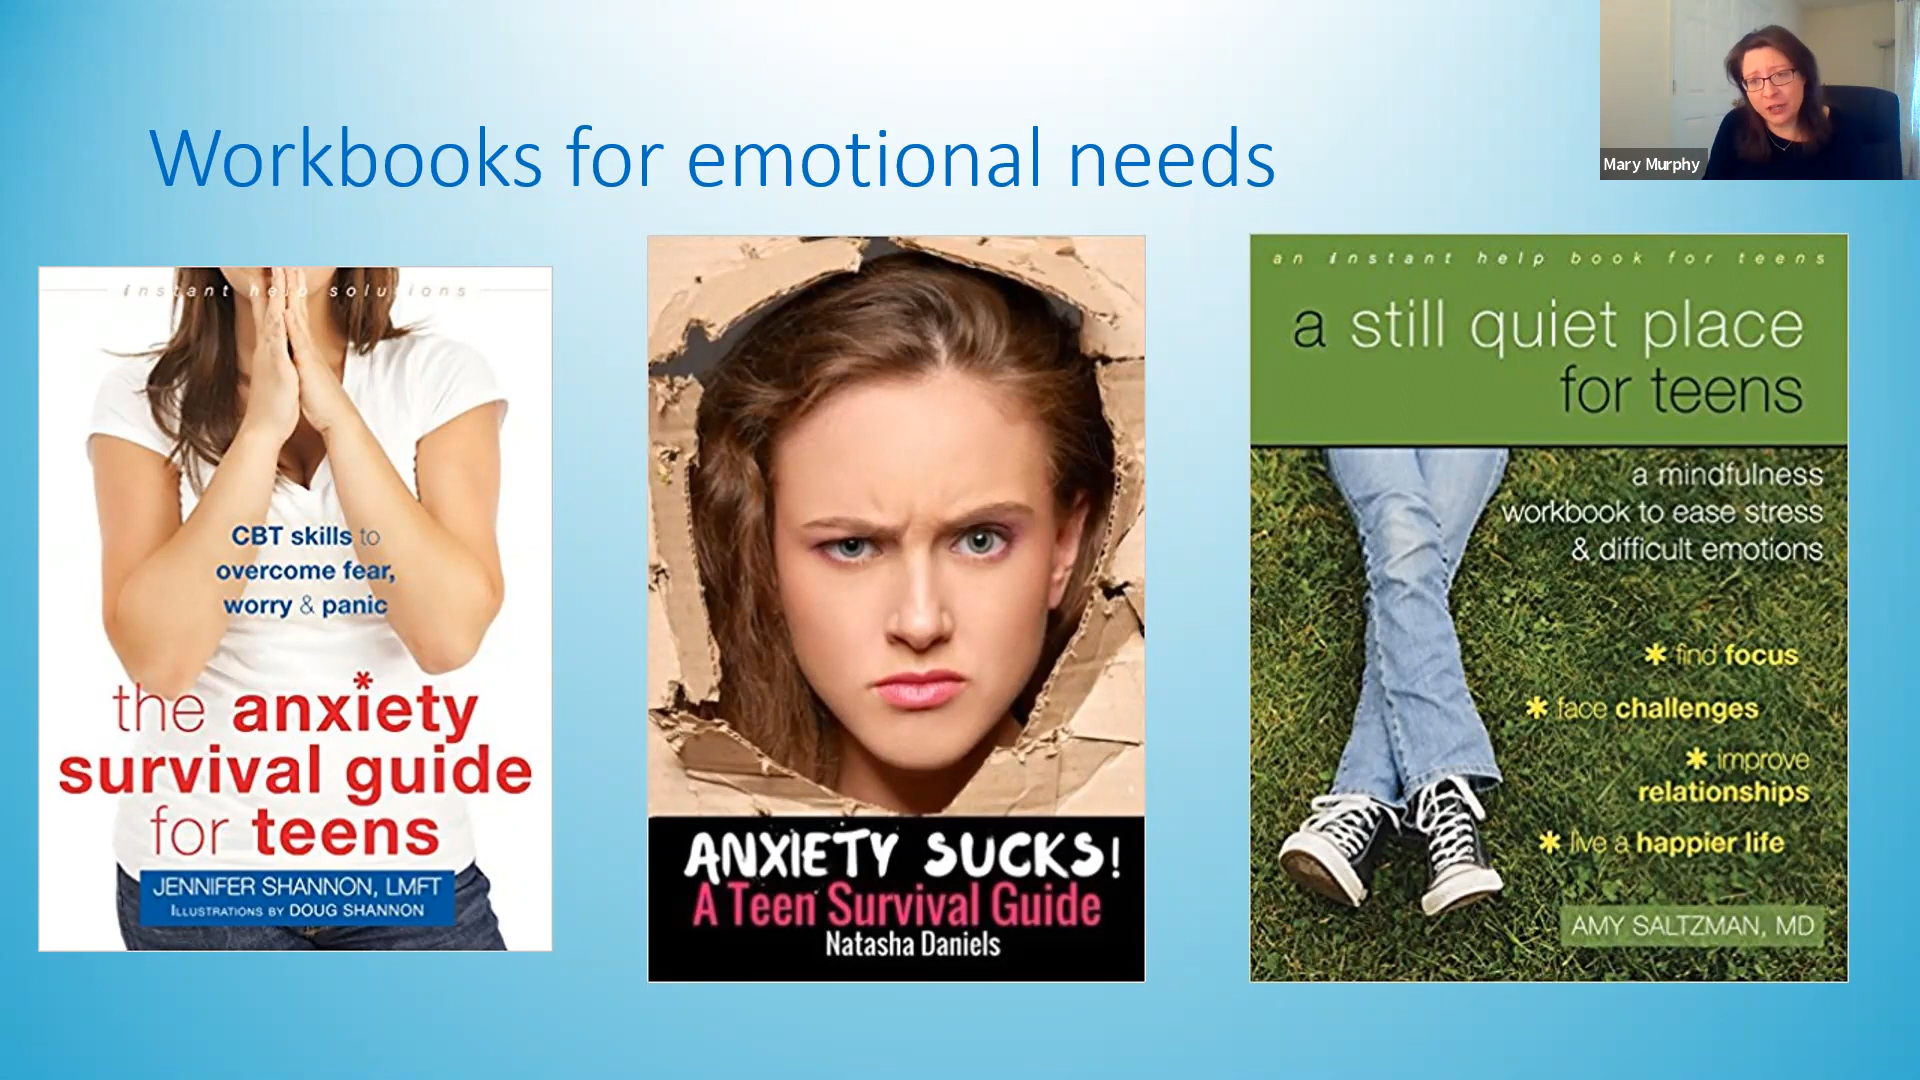 Workbooks for emotional needs
Mary Murphy
instant help solutions
CBT skills to
overcome fear,
worry & panic
the anxiety
survival guide
for teens
JENNIFER SHANNON, LMFT
ILLUSTRATIONS BY DOUG SHANNON
ANXIETY SUCKS!
A Teen Survival Guide
Natasha Daniels
an instant help book for teens
a still quiet place
for teens
a mindfulness
workbook to ease stress
& difficult emotions
* find focus
* face challenges
* improve
relationships
* live a happier life
AMY SALTZMAN, MD